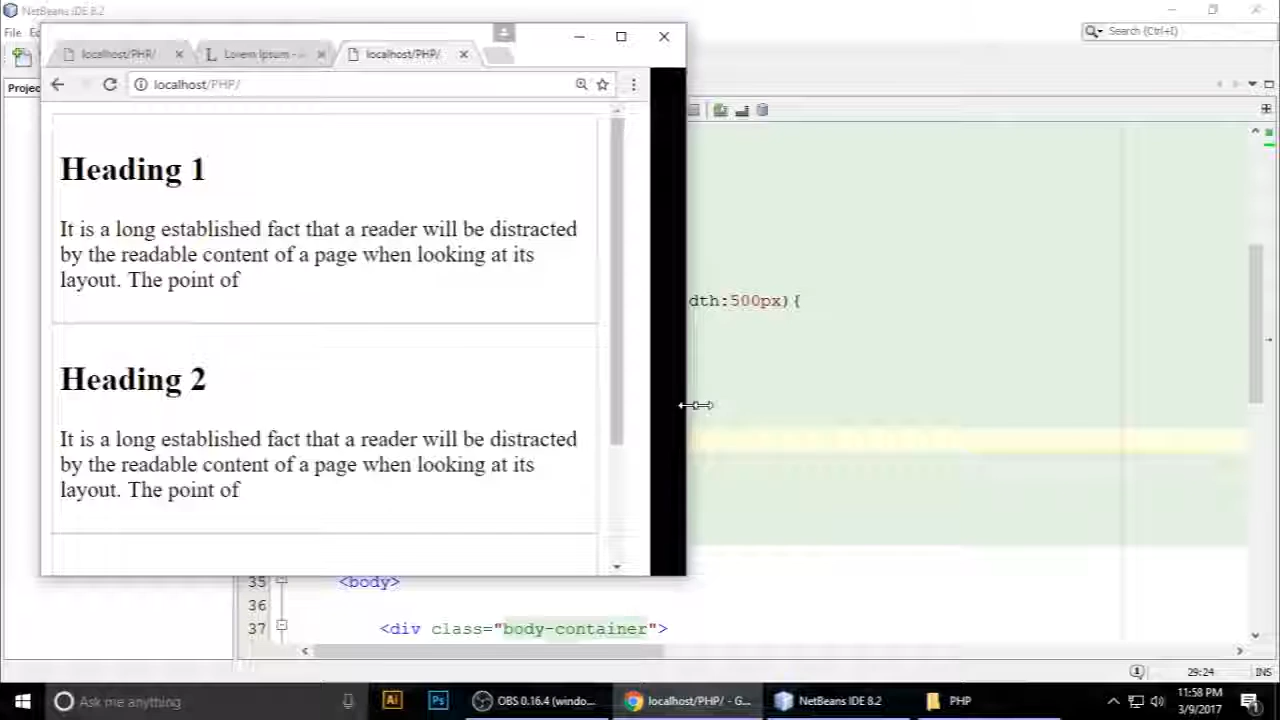 NetBeans IDE 8.2
File
Search (Ctrl+I)
localhost/PHP/
Lorem Ipsum -
localhost/PHP/
localhost/PHP/
Projec
Heading 1
It is a long established fact that a reader will be distracted
by the readable content of a page when looking at its
layout. The point of
dth:500px){
Heading 2
It is a long established fact that a reader will be distracted
by the readable content of a page when looking at its
layout. The point of
35 <body>
36
37 <div class="body-container">
29:24 INS
Ask me anything
Ai
Ps
OBS 0.16.4 (windo...
localhost/PHP/ - G...
NetBeans IDE 8.2
PHP
11:58 PM
3/9/2017